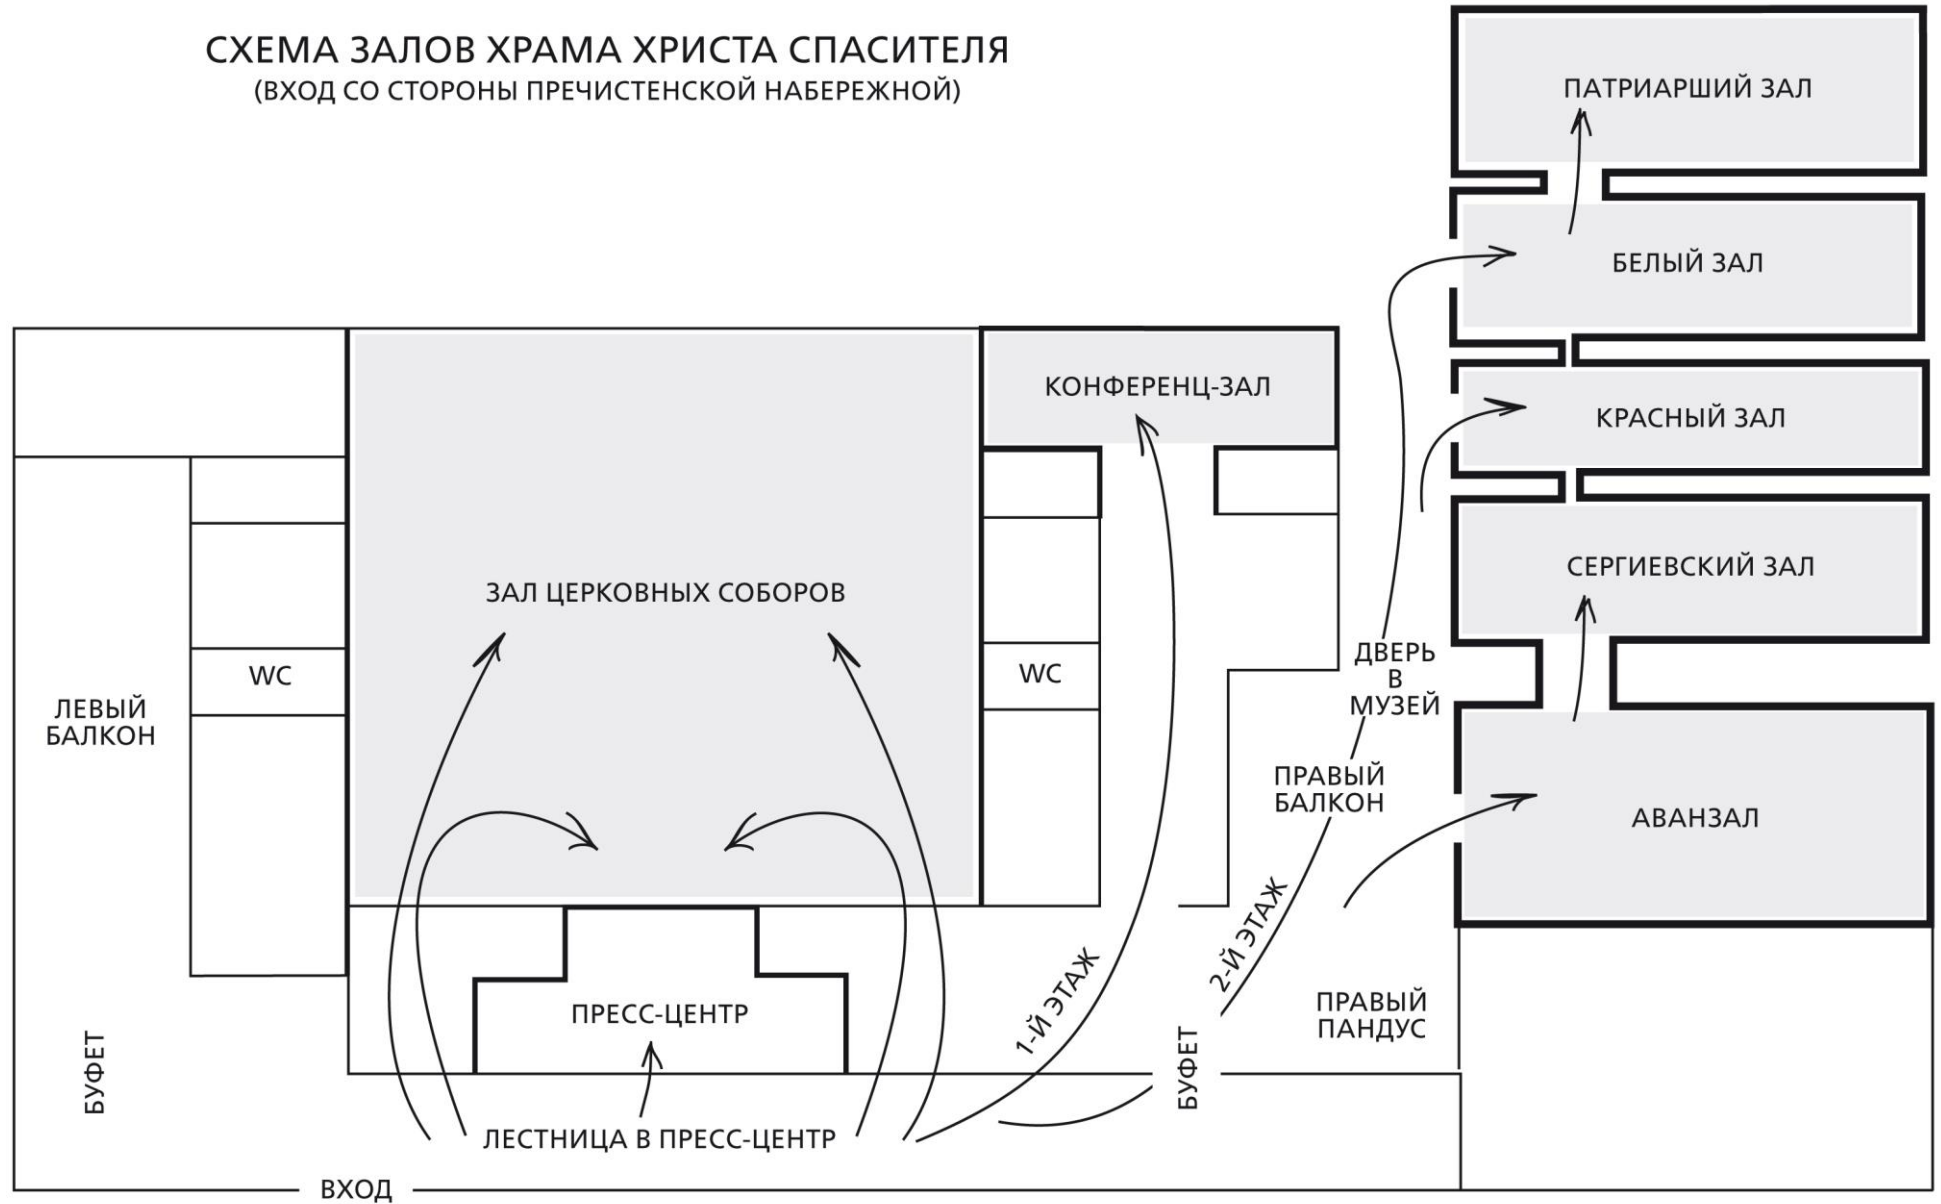 СХЕМА ЗАЛОВ ХРАМА ХРИСТА СПАСИТЕЛЯ
(ВХОД СО СТОРОНЫ ПРЕЧИСТЕНСКОЙ НАБЕРЕЖНОЙ)
ПАТРИАРШИЙ ЗАЛ
БЕЛЫЙ ЗАЛ
КОНФЕРЕНЦ-ЗАЛ
КРАСНЫЙ ЗАЛ
ЗАЛ ЦЕРКОВНЫХ СОБОРОВ
СЕРГИЕВСКИЙ ЗАЛ
WC
WC
ДВЕРЬ
В
МУЗЕЙ
ЛЕВЫЙ
БАЛКОН
ПРАВЫЙ
БАЛКОН
АВАНЗАЛ
1-Й ЭТАЖ
2-Й ЭТАЖ
ПРЕСС-ЦЕНТР
ПРАВЫЙ
ПАНДУС
БУФЕТ
БУФЕТ
ЛЕСТНИЦА В ПРЕСС-ЦЕНТР
ВХОД